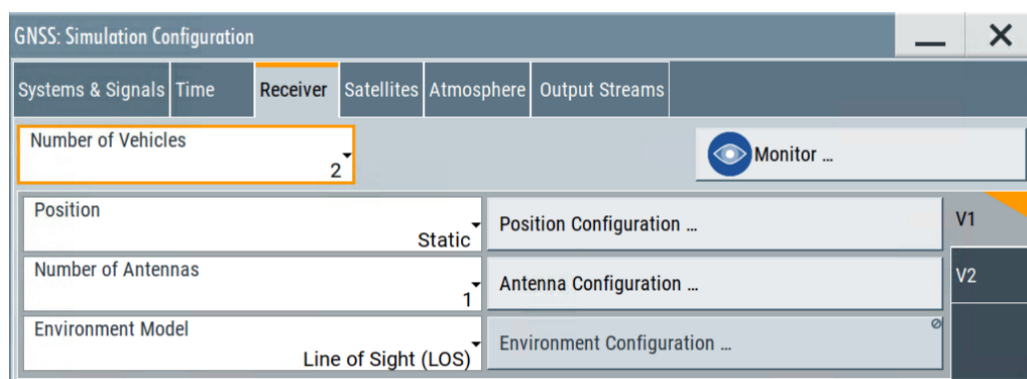 GNSS: Simulation Configuration
Systems & Signals Time Receiver Satellites Atmosphere Output Streams
Number of Vehicles
2
Monitor ...
Position
Static
Position Configuration ...
V1
Number of Antennas
1
Antenna Configuration ...
V2
Environment Model
Line of Sight (LOS)
Environment Configuration ...